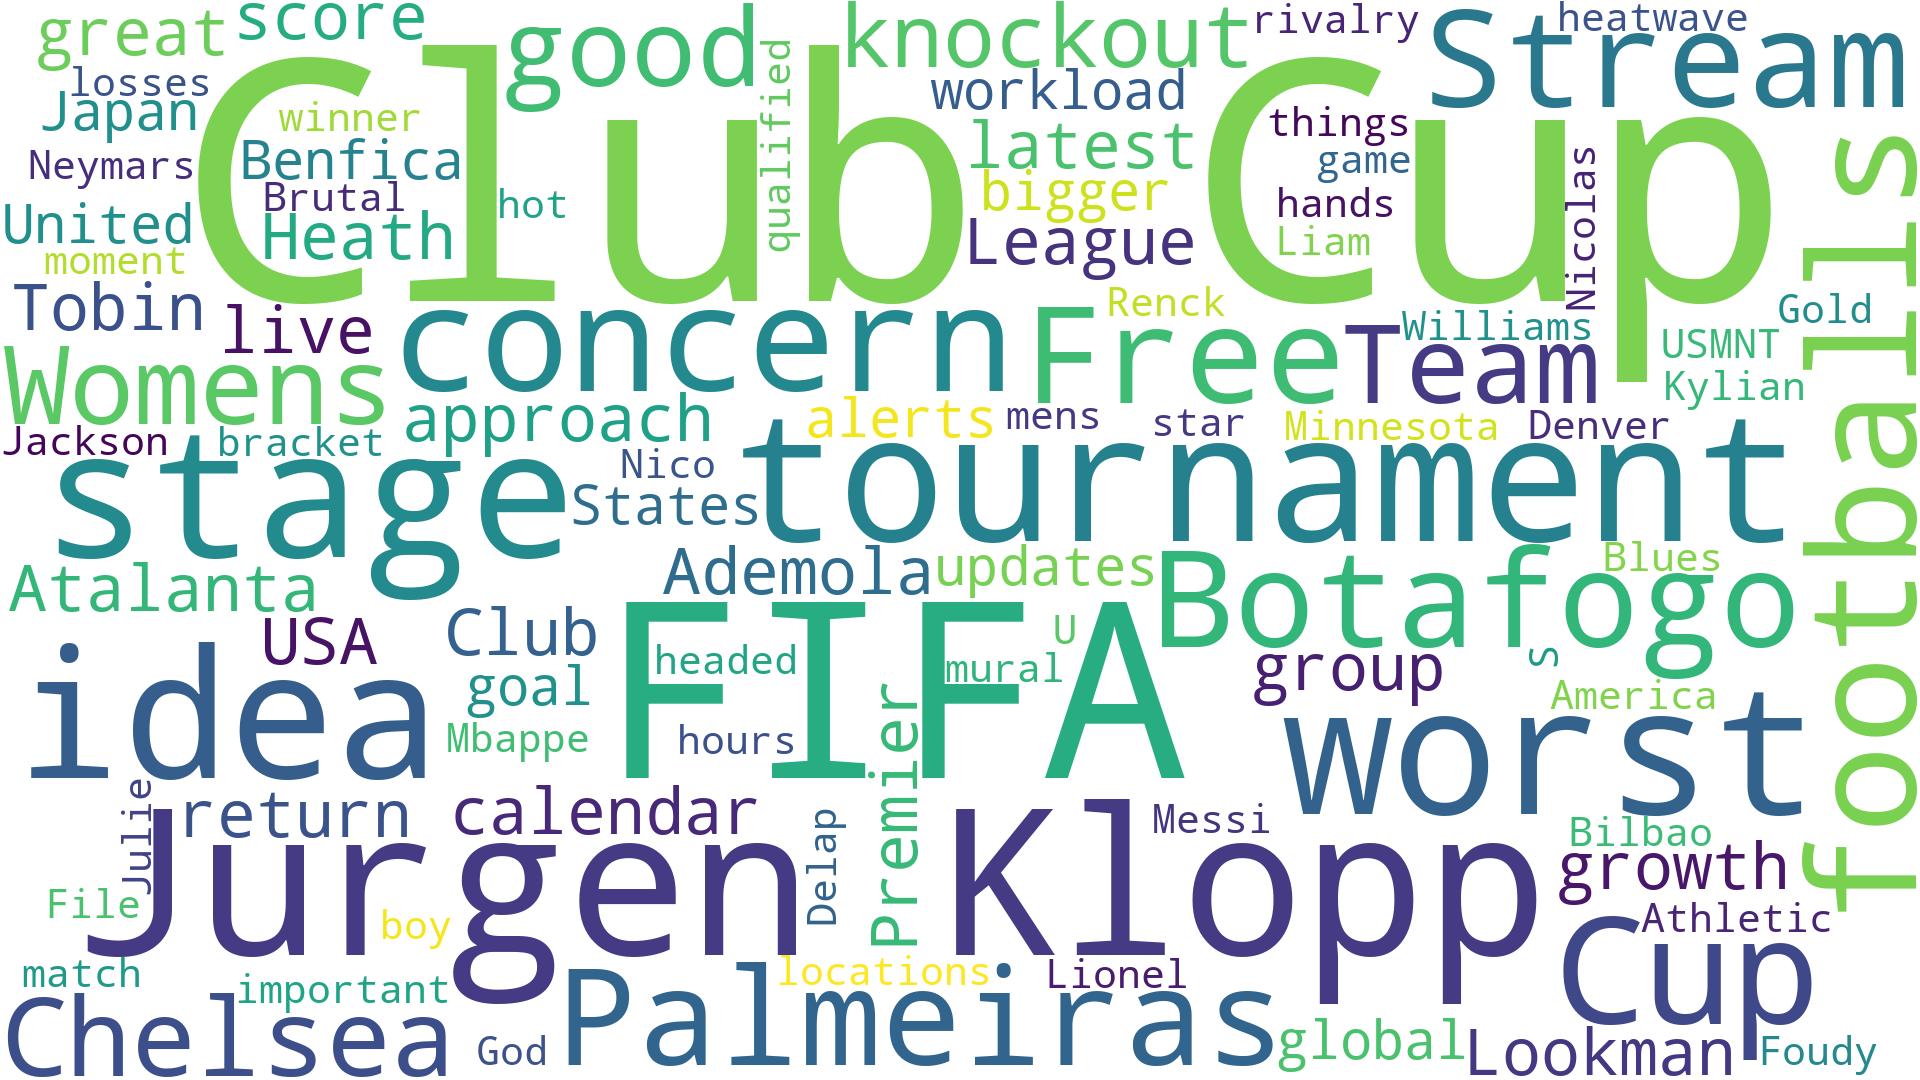 great
score
good
knockout
rivalry
heatwave
Stream
losses
Japan
winner
Club Cup
qualified
workload
latest
things
game
Neymars
Benfica
Brutal
hot
bigger
hands
Nicolas
footballs
United
Heath
League
Liam
moment
Tobin
live
concern
Renck
Free
Team
Williams
Gold
USMNT
Kylian
Womens
approach
alerts
mens
star
Minnesota
Denver
Jackson
bracket
stage
Nico
States
tournament
Atalanta
Ademola
updates
Botafogo
Blues
USA
Club
FIFA
headed
mural
U
group
S
America
idea
goal
Mbappe
hours
Premier
worst
Julie
return
calendar
Delap
Messi
Bilbao
growth
File
Jurgen Klopp
boy
Athletic
match
important
locations
Lionel
Cup
Chelsea
God
Palmeiras
global
Lookman
Foudy